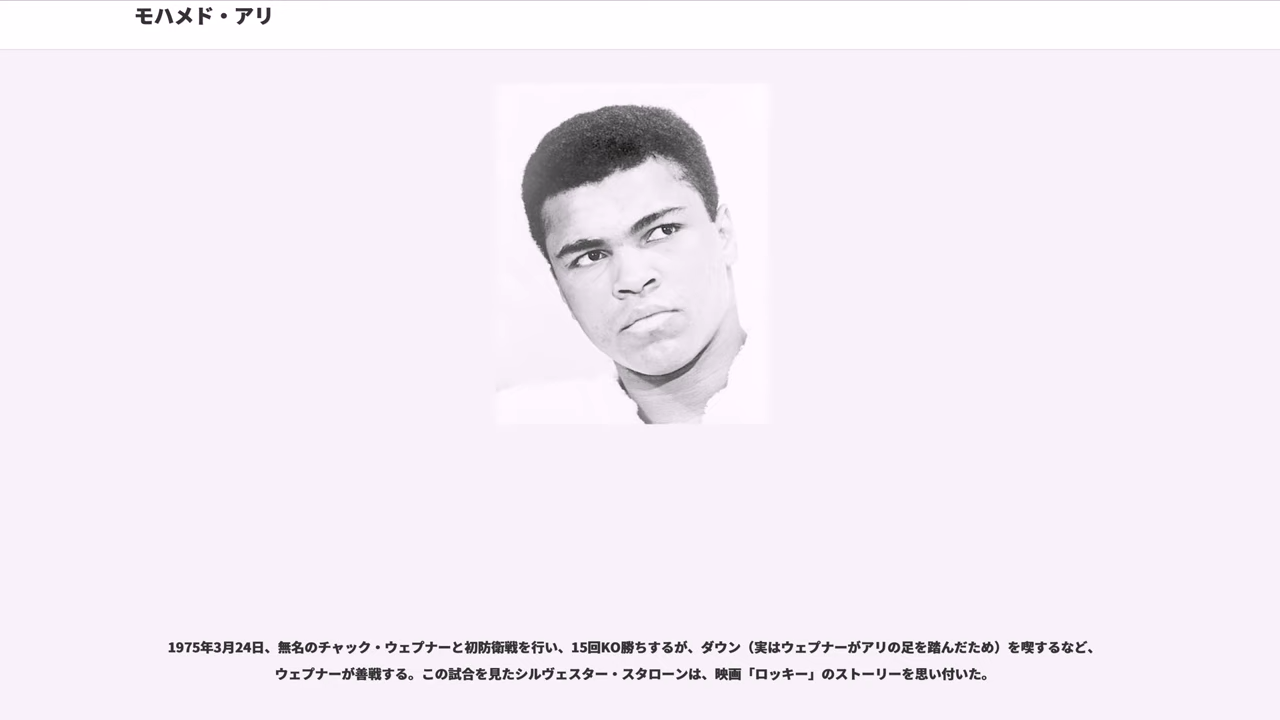 モハメド・アリ
1975年3月24日、無名のチャック・ウェプナーと初防衛戦を行い、15回KO勝ちするが、ダウン（実はウェプナーがアリの足を踏んだため）を喫するなど、
ウェプナーが善戦する。この試合を見たシルヴェスター・スタローンは、映画「ロッキー」のストーリーを思い付いた。